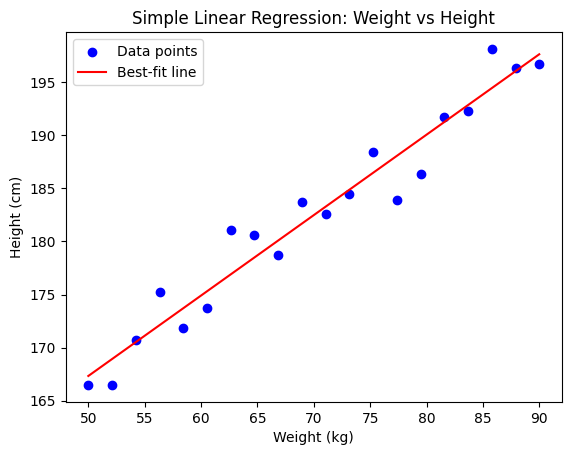 Simple Linear Regression: Weight vs Height
Data points
Best-fit line
Height (cm)
195
190
185
180
175
170
165
50 55 60 65 70 75 80 85 90
Weight (kg)